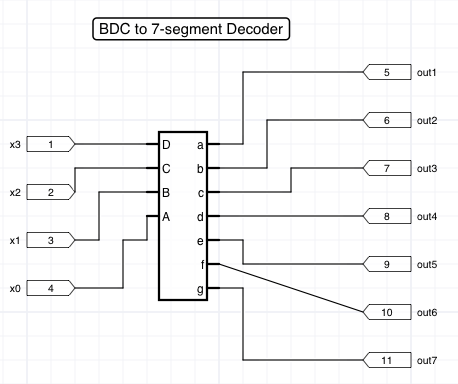 BDC to 7-segment Decoder
5 out1
6 out2
x3 1 D a
x2 2 C b
7 out3
B c
8 out4
A d
x1 3 e
9 out5
f
x0 4 g
10 out6
11 out7